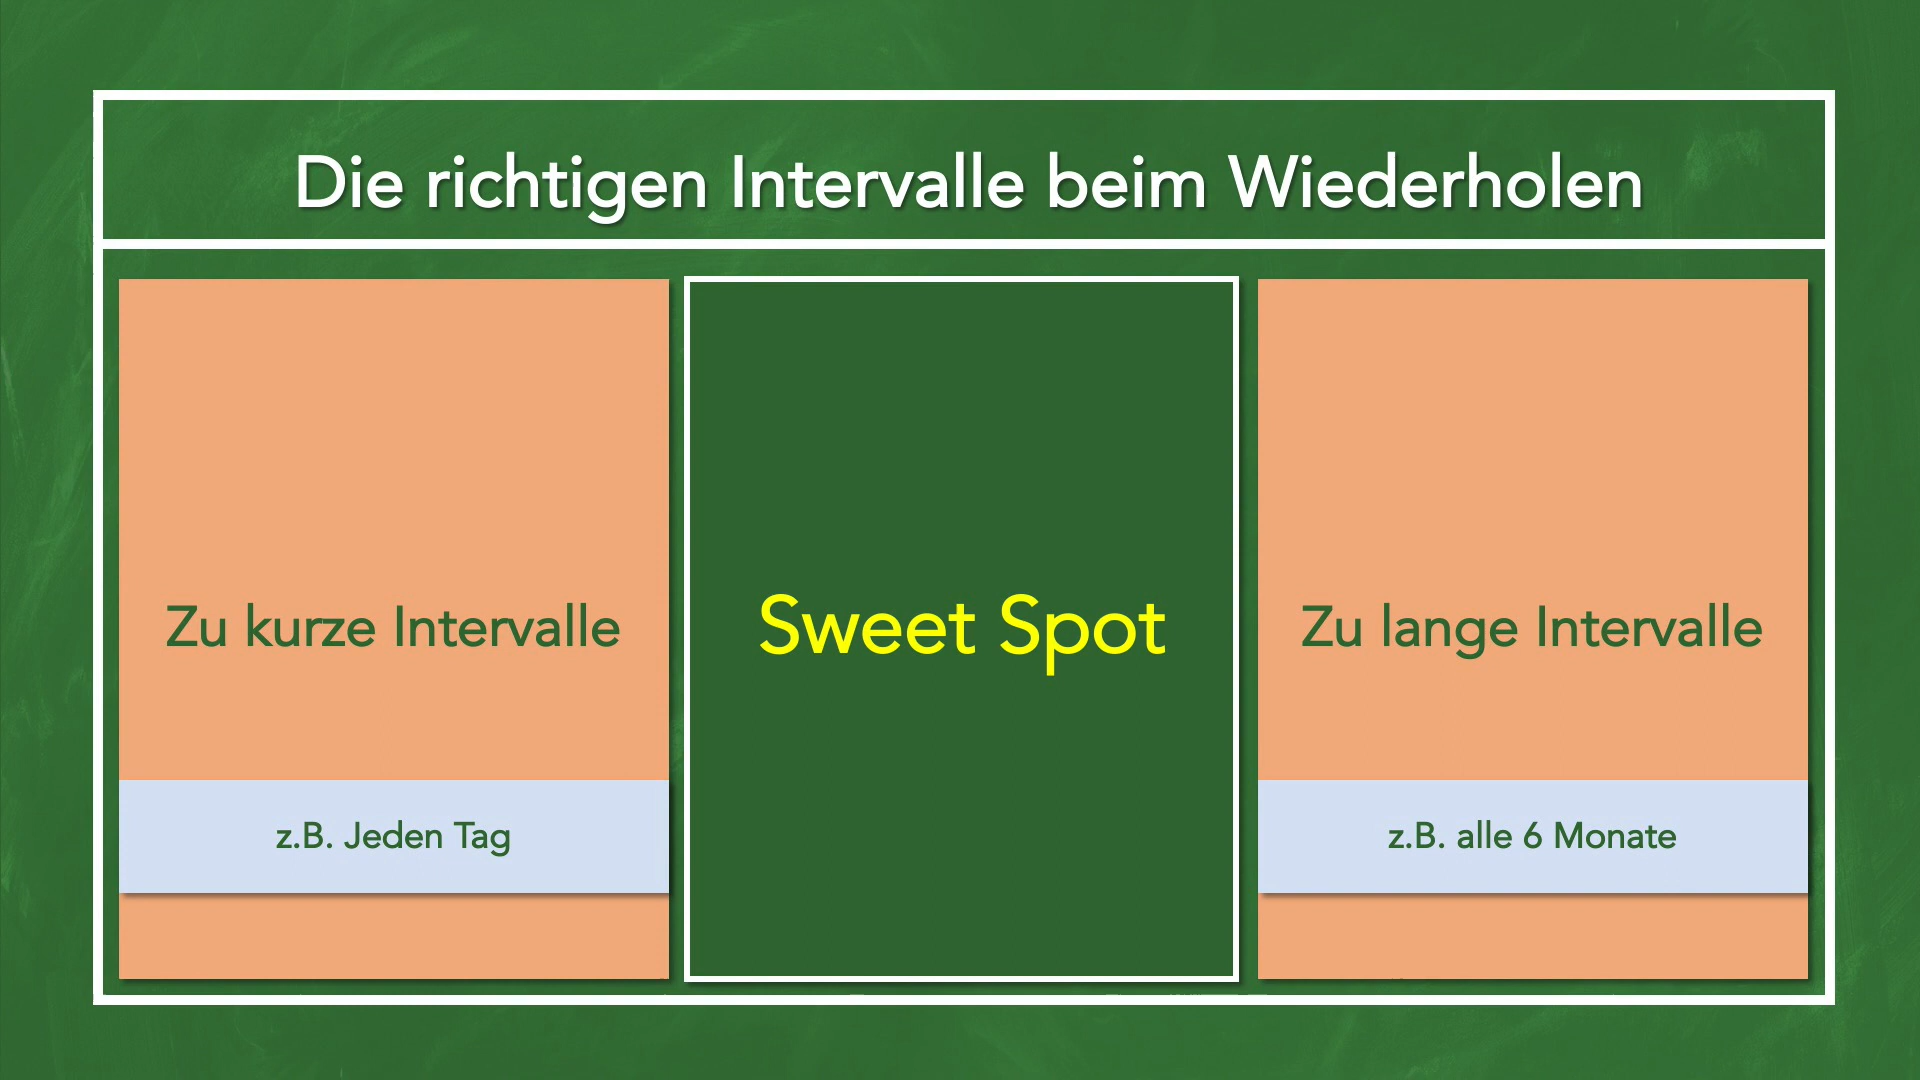 Die richtigen Intervalle beim Wiederholen
Zu kurze Intervalle
z.B. Jeden Tag
Sweet Spot
Zu lange Intervalle
z.B. alle 6 Monate